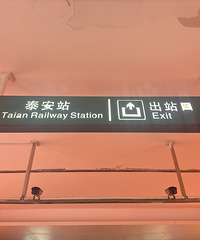 泰安站
Taian Railway Station
出站
Exit